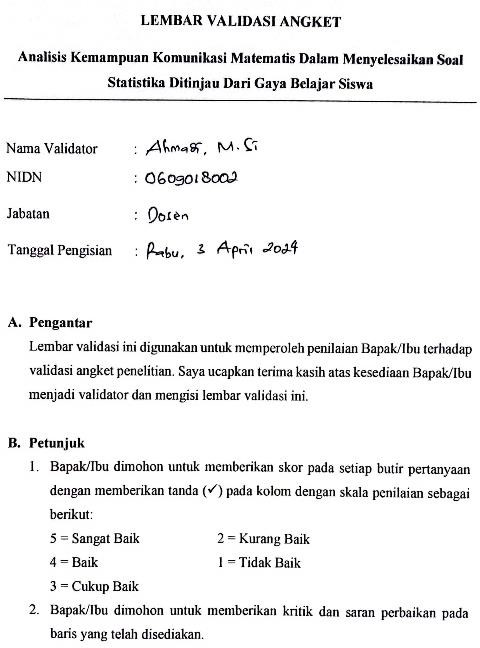 LEMBAR VALIDASI ANGKET
Analisis Kemampuan Komunikasi Matematis Dalam Menyelesaikan Soal
Statistika Ditinjau Dari Gaya Belajar Siswa
Nama Validator : M.Si
NIDN : 0609018002
Jabatan : Dosen
Tanggal Pengisian : Rabu, 3 April 2024
A. Pengantar
Lembar validasi ini digunakan untuk memperoleh penilaian Bapak/Ibu terhadap
validasi angket penelitian. Saya ucapkan terima kasih atas kesediaan Bapak/Ibu
menjadi validator dan mengisi lembar validasi ini.
B. Petunjuk
1. Bapak/Ibu dimohon untuk memberikan skor pada setiap butir pertanyaan
dengan memberikan tanda (✓) pada kolom dengan skala penilaian sebagai
berikut:
5 = Sangat Baik 2 = Kurang Baik
4 = Baik 1 = Tidak Baik
3 = Cukup Baik
2. Bapak/Ibu dimohon untuk memberikan kritik dan saran perbaikan pada
baris yang telah disediakan.